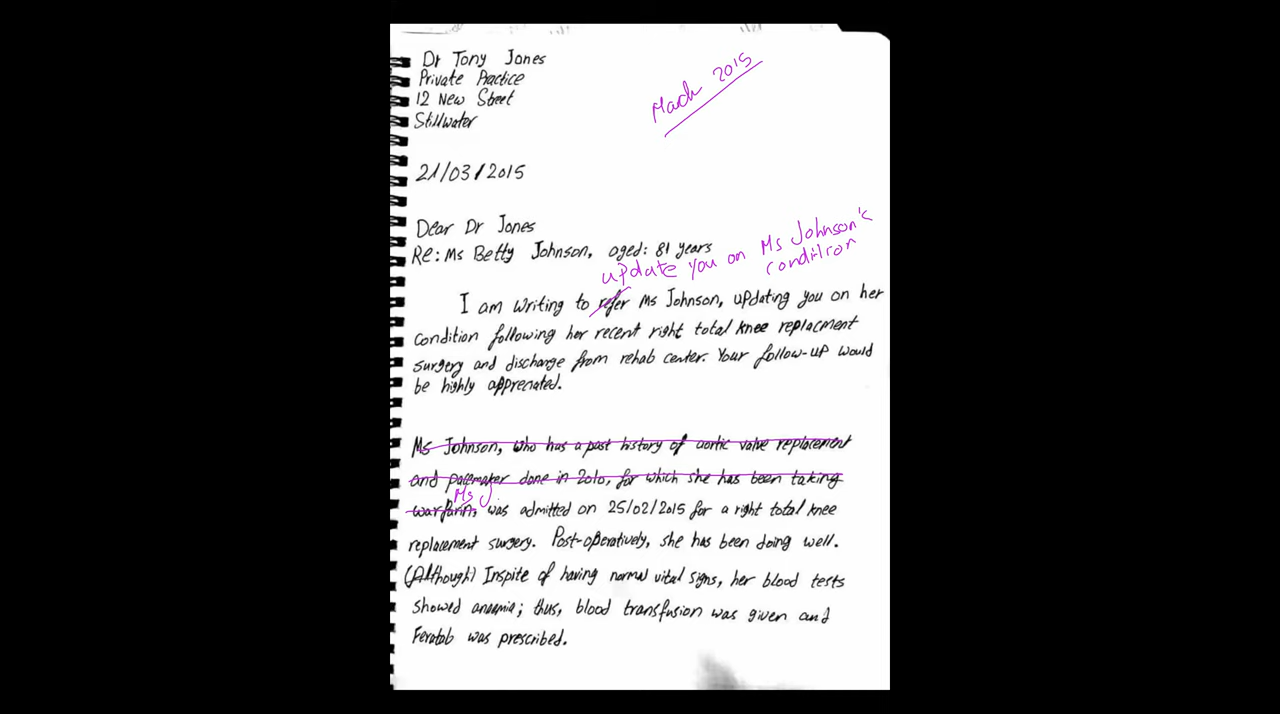 Dr Tony Jones
Private Practice
12 New Street
Stillwater
March 2015
21/03/2015
Dear Dr Jones
Re: Ms Betty Johnson, aged: 81 years
update you on Ms Johnson's
condition
I am writing to refer Ms Johnson, updating you on her
condition following her recent right total knee replacment
surgery and discharge from rehab center. Your follow-up would
be highly appreciated.
Ms Johnson, who has a past history of aortic valve replacement
and pacemaker done in 2010, for which she has been taking
Ms J.
warfarin, was admitted on 25/02/2015 for a right total knee
replacement surgery. Post-operatively, she has been doing well.
(Although) Inspite of having normal vital signs, her blood tests
showed anaemia; thus, blood transfusion was given and
was prescribed.